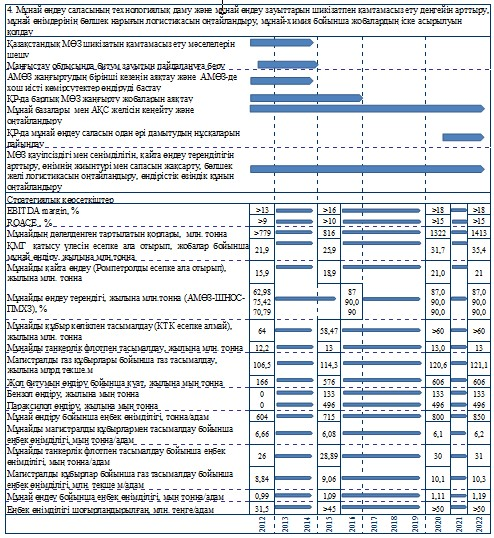 4. Мұнай өңдеу саласының технологиялық даму және мұнай өңдеу зауыттарын шикізатпен қамтамасыз ету деңгейін арттыру,
мұнай өнімдерінің бөлшек нарығын логистикасын оңтайландыру, мұнай-химия бойынша жобалардың іске асырылуын
қолдау
Қазақстандық МӨЗ шикізатын қамтамасыз ету мәселелерін
шешу
Маңғыстау облысында битум зауытын пайдалануға беру
АМӨЗ жаңғыртудың бірінші кезеңін аяқтау және АМӨЗ-де
хош иісті көмірсутектер өндіруді бастау
ҚР-да барлық МӨЗ жаңғырту жобаларын аяқтау
Мұнай базалары мен АҚС желісін кеңейту және
оңтайландыру
ҚР-да мұнай өңдеу саласын одан әрі дамытудың нұсқаларын
дайындау
МӨЗ қауіпсіздігі мен сенімділігін, қайта өңдеу тереңділігін
арттыру, өнімнің жиынтүрі мен сапасын жақсарту, бөлшек
желі логистикасын оңтайландыру, өндірістік әсіндік құнын
оңтайландыру
Стратегиялық көрсеткіштер
EBITDA margin, % >13 >16 >18 >18
ROACE, % >9 >10 >15 >15
Мұнайдың дәлелденген тартылатын қорлары, млн. тонна >779 816 1322 1413
ҚМГ қатысу үлесін есепке ала отырып, жобалар бойынша
мұнай өндіру, жылына млн.тонна 21,9 25,9 31,7 35,4
Мұнайды қайта өңдеу (Ромпетролды есепке ала отырып),
жылына млн. тонна 15,9 18,9 21,0 21
Мұнайды өңдеу тереңдігі, жылына млн.тонна (АМӨЗ-ШНОС-
ПМХЗ), %
62,98 87 87,0 87,0
75,42 90,0 90,0 90,0
70,79 90 90,0 90,0
Мұнайды құбыр көлікпен тасымалдау (КТК есепке алмай),
жылына млн. тонна 64 58,47 >60 >60
Мұнайды танкерлік флотпен тасымалдау, жылына млн. тонна 12,2 13 13,0 13
Магистралды газ құбырлары бойынша газ тасымалдау,
жылына млрд текше.м 106,5 114,3 120,6 121,1
Жол битумын өндіру бойынша қуат, жылына мың тонна 166 576 606 606
Бензол өндіру, жылына мың тонна 0 133 133 133
Параксилол өндіру, жылына мың тонна 0 496 496 496
Мұнай өндіру бойынша еңбек өнімділігі, тонна/адам 604 715 800 850
Мұнайды магистралды құбырлармен тасымалдау бойынша
еңбек өнімділігі, мың тонна/адам 6,66 6,08 6,1 6,2
Мұнайды танкерлік флотпен тасымалдау бойынша еңбек
өнімділігі, мың тонна/адам 26 28,89 30 31
Магистралды құбырлар бойынша газ тасымалдау бойынша
еңбек өнімділігі, млн. текше м/адам 8,84 9,06 10,1 10,3
Мұнай өңдеу бойынша еңбек өнімділігі, мың тонна/адам 0,99 1,09 1,11 1,19
Еңбек өнімділігі шоғырландырылған, млн. теңге/адам 31,5 >45 >50 >50
2012 2013 2014 2015 2016 2017 2018 2019 2020 2021 2022